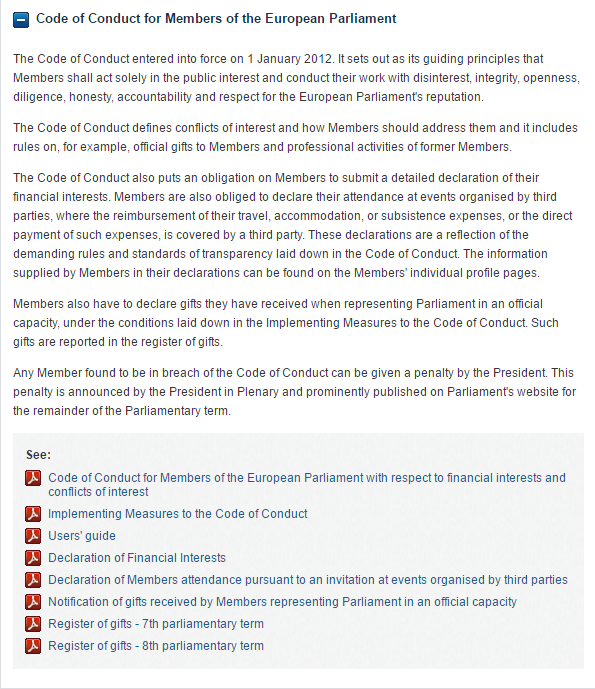 Code of Conduct for Members of the European Parliament
The Code of Conduct entered into force on 1 January 2012. It sets out as its guiding principles that
Members shall act solely in the public interest and conduct their work with disinterest, integrity, openness,
diligence, honesty, accountability and respect for the European Parliament's reputation.
The Code of Conduct defines conflicts of interest and how Members should address them and it includes
rules on, for example, official gifts to Members and professional activities of former Members.
The Code of Conduct also puts an obligation on Members to submit a detailed declaration of their
financial interests. Members are also obliged to declare their attendance at events organised by third
parties, where the reimbursement of their travel, accommodation, or subsistence expenses, or the direct
payment of such expenses, is covered by a third party. These declarations are a reflection of the
demanding rules and standards of transparency laid down in the Code of Conduct. The information
supplied by Members in their declarations can be found on the Members' individual profile pages.
Members also have to declare gifts they have received when representing Parliament in an official
capacity, under the conditions laid down in the Implementing Measures to the Code of Conduct. Such
gifts are reported in the register of gifts.
Any Member found to be in breach of the Code of Conduct can be given a penalty by the President. This
penalty is announced by the President in Plenary and prominently published on Parliament's website for
the remainder of the Parliamentary term.
See:
Code of Conduct for Members of the European Parliament with respect to financial interests and
conflicts of interest
Implementing Measures to the Code of Conduct
Users' guide
Declaration of Financial Interests
Declaration of Members attendance pursuant to an invitation at events organised by third parties
Notification of gifts received by Members representing Parliament in an official capacity
Register of gifts - 7th parliamentary term
Register of gifts - 8th parliamentary term